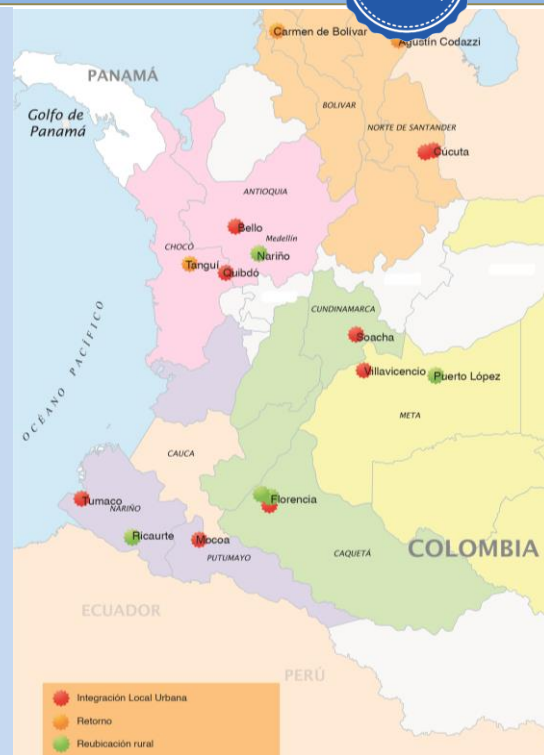 Carmen de Bolívar
Agustín Codazzi
PANAMÁ
Golfo de
Panamá
BOLIVAR
NORTE DE SANTANDER
Cúcuta
ANTIOQUIA
Bello
Medellín
CHOCÓ
Nariño
Tanguí
Quibdó
CUNDINAMARCA
Soacha
OCÉANO PACÍFICO
Villavicencio
Puerto López
META
CAUCA
Tumaco
NARIÑO
Florencia
Ricaurte
Mocoa
PUTUMAYO
CAQUETÁ
COLOMBIA
ECUADOR
PERÚ
Integración Local Urbana
Retorno
Reubicación rural